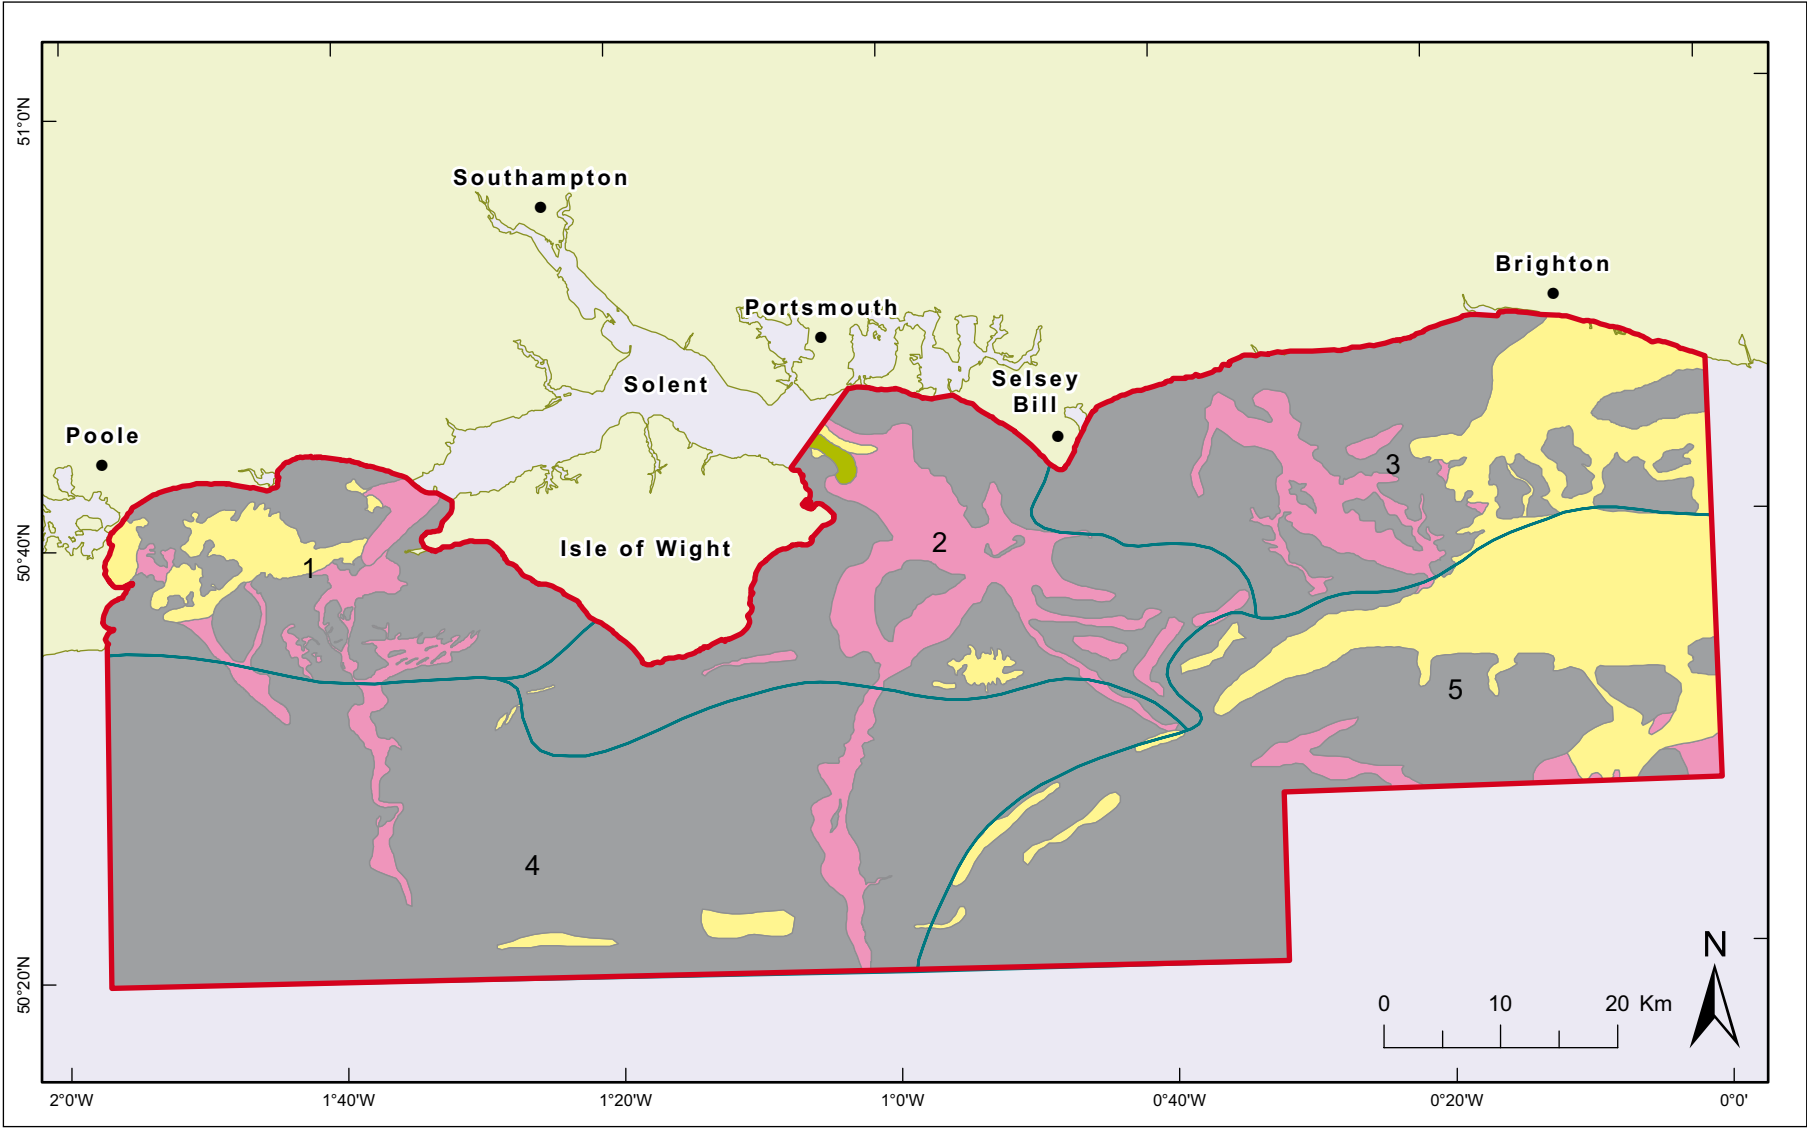 51°0'N
Southampton
Brighton
Portsmouth
Solent
Selsey
Bill
Poole
3
50°40'N
Isle of Wight
2
1
5
4
50°20'N
N
0 10 20 Km
2°0'W 1°40'W 1°20'W 1°0'W 0°40'W 0°20'W 0°0'